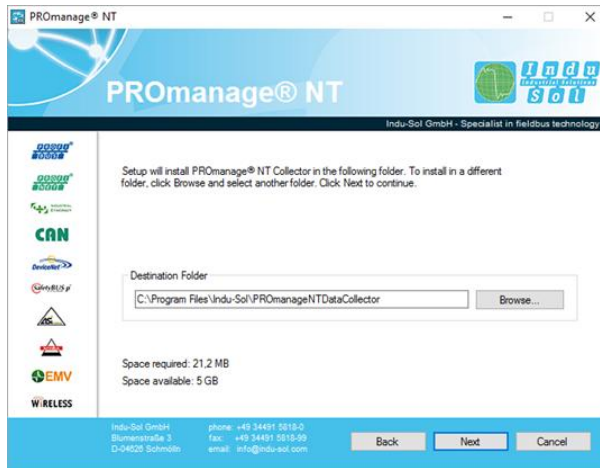 PROmanage® NT
PROmanage® NT
Indu
Industrial Solutions
Sol
Indu-Sol GmbH - Specialist in fieldbus technology
CAN
DeviceNet
SafetyBUS p
EMV
WIRELESS
Setup will install PROmanage® NT Collector in the following folder. To install in a different
folder, click Browse and select another folder. Click Next to continue.
Destination Folder
C:\Program Files\Indu-Sol\PROmanageNTDataCollector
Browse...
Space required: 21,2 MB
Space available: 5 GB
Indu-Sol GmbH
Blumenstraße 3
D-04626 Schmölln
phone: +49 34491 5818-0
fax: +49 34491 5818-99
email: info@indu-sol.com
Back
Next
Cancel